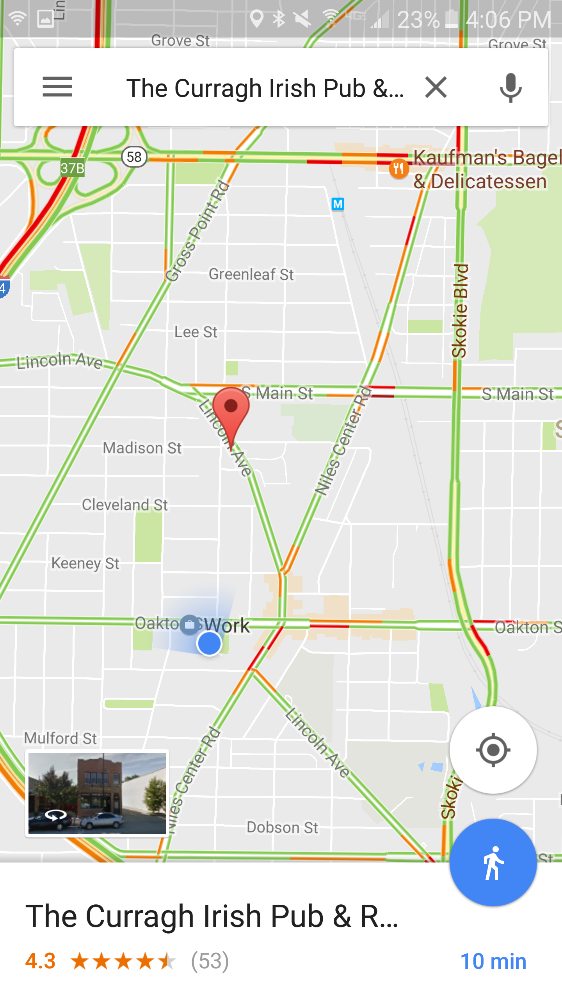 Lin
4G
23%
4:06 PM
Grove St
Grove St
The Curragh Irish Pub &...
58
37B
Kaufman's Bagel
& Delicatessen
M
Gross Point Rd
Greenleaf St
4
Skokie Blvd
Lee St
Lincoln Ave
S Main St
S Main St
Lincoln Ave
Niles Center Rd
S
Madison St
Cleveland St
Keeney St
Oakto
Work
Oakton S
Mulford St
Lincoln Ave
Niles Center Rd
Skoki
Dobson St
St
The Curragh Irish Pub & R...
4.3
(53)
10 min